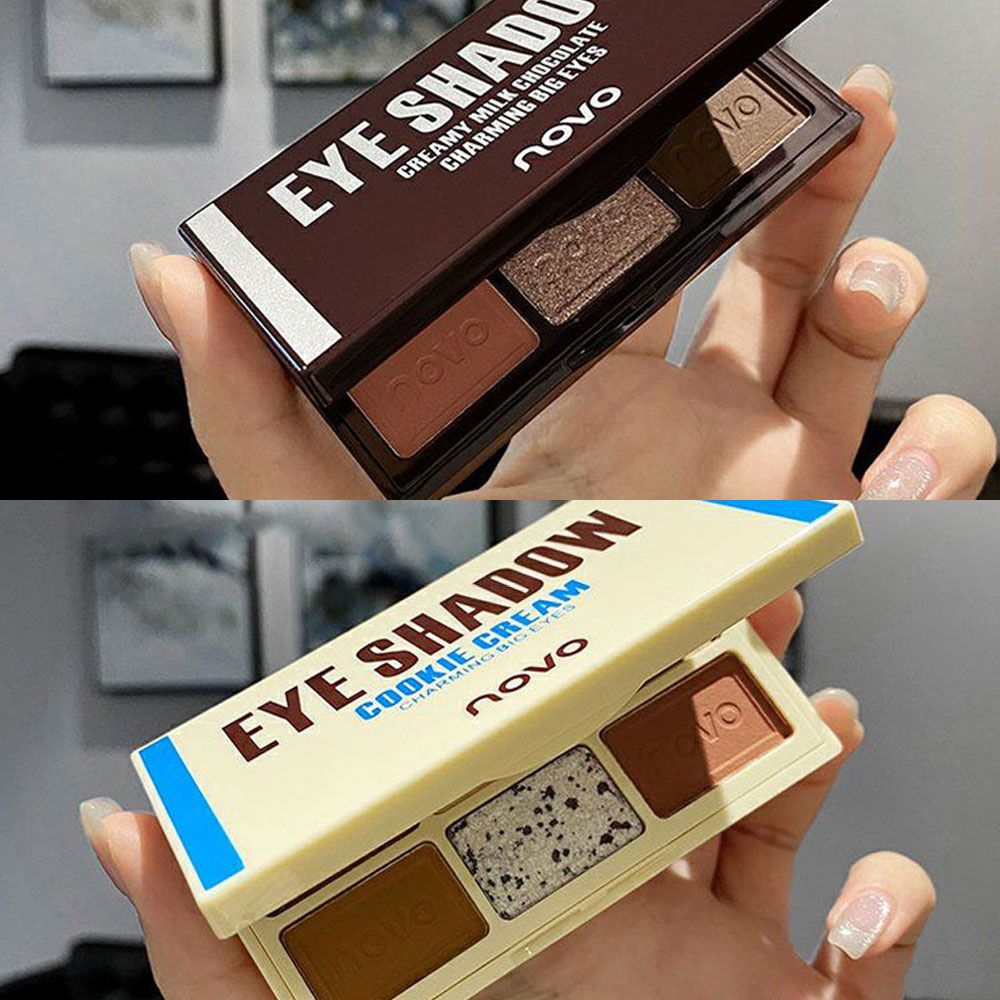 EYE SHADO
CREAMY MILK CHOCOLATE
CHARMING BIG EYES
novo
novo
novo
EYE SHADOW
COOKIE CREAM
CHARMING BIG EYES
novo
novo
novo